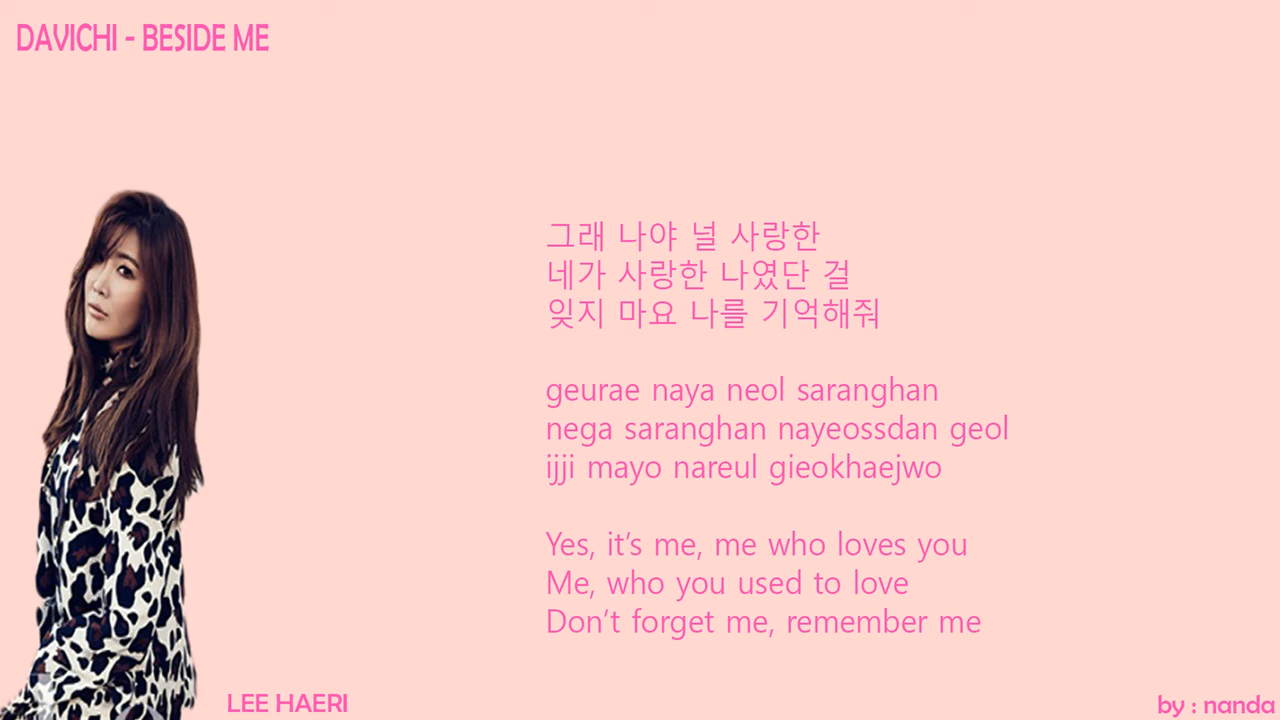 DAVICHI - BESIDE ME
그래 나야 널 사랑한
네가 사랑한 나였단 걸
잊지 마요 나를 기억해줘
geurae naya neol saranghan
nega saranghan nayeossdan geol
ijji mayo nareul gieokhaejwo
Yes, it's me, me who loves you
Me, who you used to love
Don't forget me, remember me
LEE HAERI
by : nanda